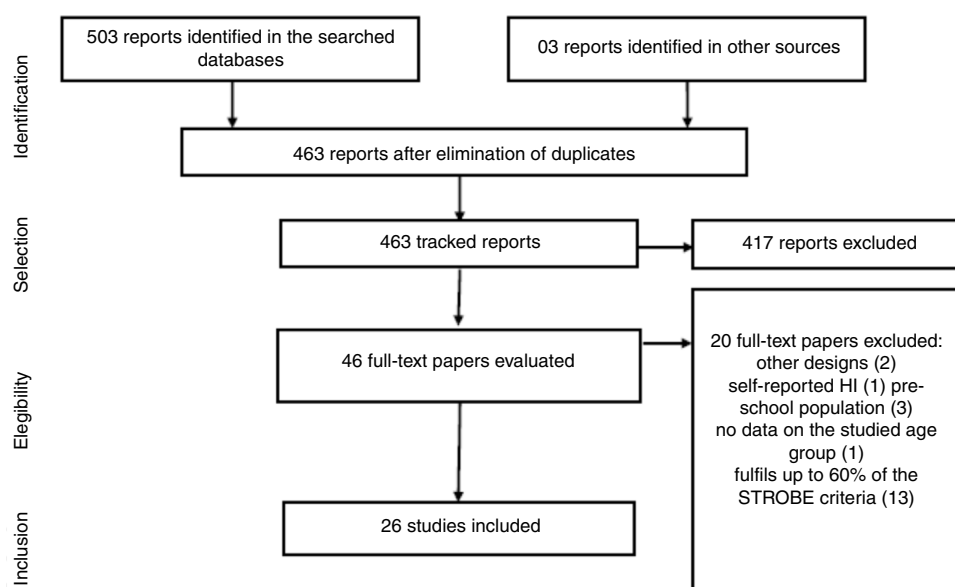 Identification
503 reports identified in the searched
databases
03 reports identified in other sources
463 reports after elimination of duplicates
Selection
463 tracked reports
417 reports excluded
Elegibility
46 full-text papers evaluated
20 full-text papers excluded:
other designs (2)
self-reported HI (1) pre-
school population (3)
no data on the studied age
group (1)
fulfils up to 60% of the
STROBE criteria (13)
Inclusion
26 studies included